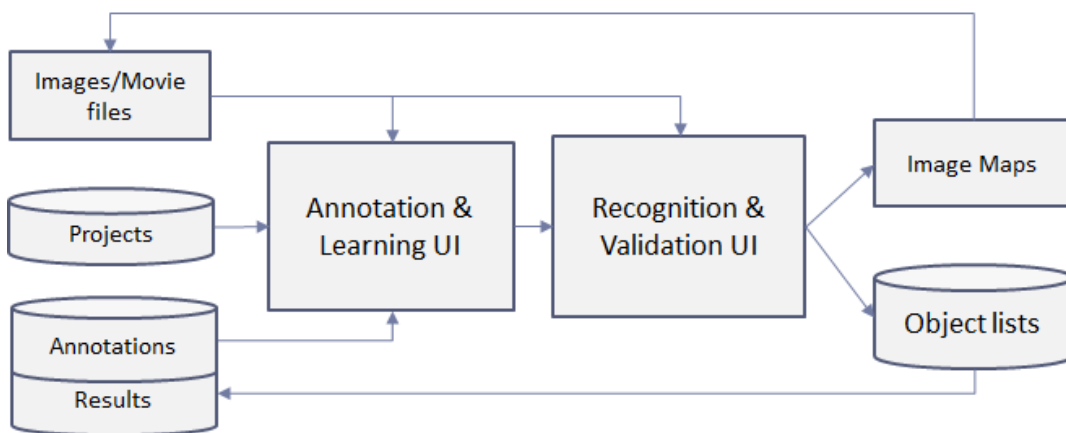 Images/Movie
files
Projects
Annotations
Results
Annotation &
Learning UI
Recognition &
Validation UI
Image Maps
Object lists